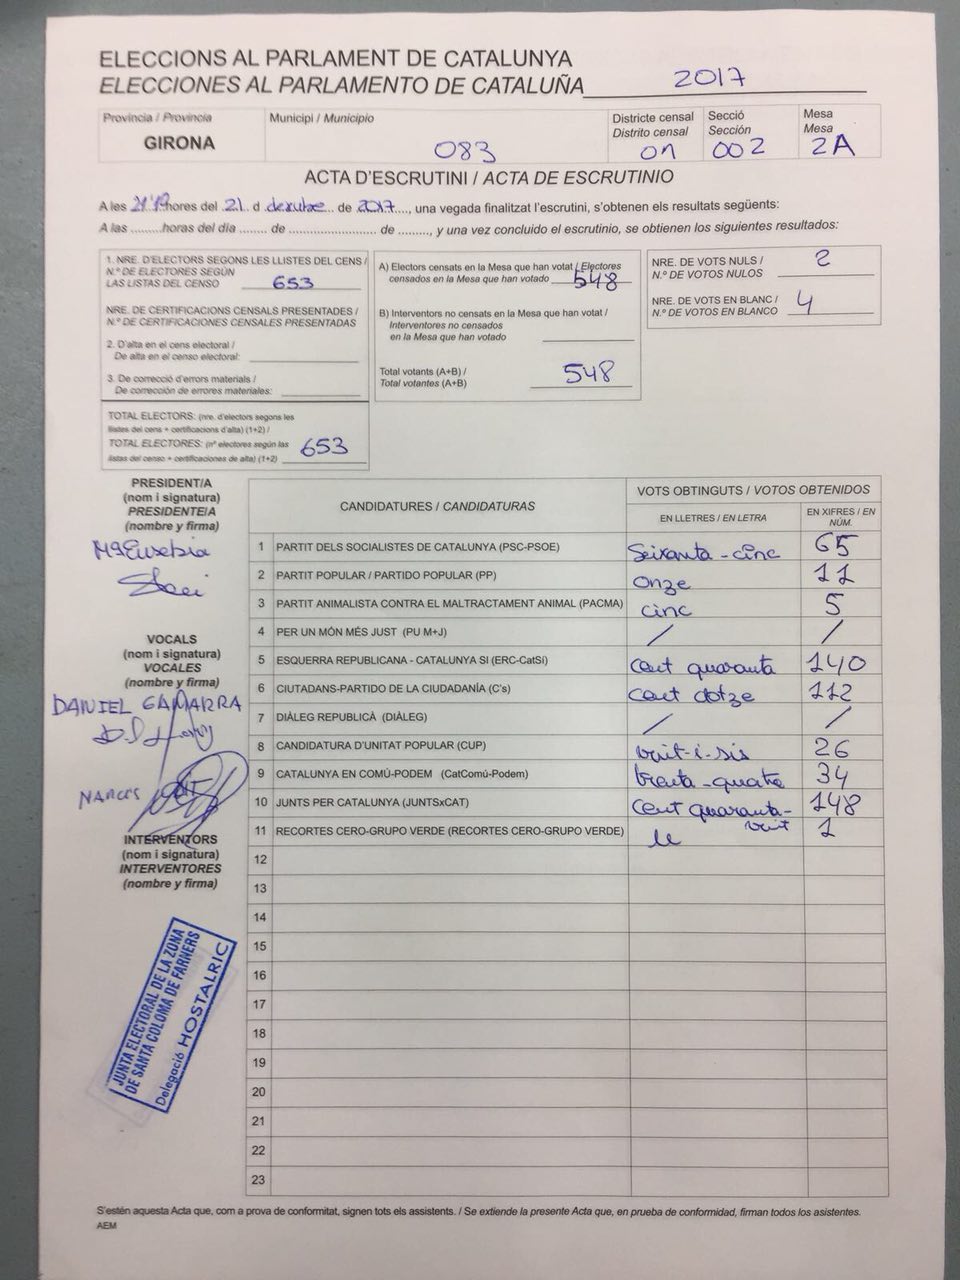 ELECCIONS AL PARLAMENT DE CATALUNYA
ELECCIONES AL PARLAMENTO DE CATALUÑA 2017
Provincia / Provincia
GIRONA
Municipi / Municipio
083
Districte censal
Distrito censal
01
Secció
Sección
002
Mesa
Mesa
2A
ACTA D'ESCRUTINI / ACTA DE ESCRUTINIO
A les 21'19 hores del 21 d desembre de 2017, una vegada finalitzat l'escrutini, s'obtenen els resultats següents:
A las ......... horas del día ........ de ......................... de ........, y una vez concluido el escrutinio, se obtienen los siguientes resultados:
1. NRE. D'ELECTORS SEGONS LES LLISTES DEL CENS /
N.º DE ELECTORES SEGÚN
LAS LISTAS DEL CENSO 653
NRE. DE CERTIFICACIONS CENSALS PRESENTADES /
N.º DE CERTIFICACIONES CENSALES PRESENTADAS
2. D'alta en el cens electoral /
De alta en el censo electoral:
3. De correcció d'errors materials /
De corrección de errores materiales:
TOTAL ELECTORS: (nre. d'electors segons les
llistes del cens + certificacions d'alta) (1+2) /
TOTAL ELECTORES: (nº electores según las
listas del censo + certificaciones de alta) (1+2) 653
A) Electors censats en la Mesa que han votat / Electores
censados en la Mesa que han votado 548
B) Interventors no censats en la Mesa que han votat /
Interventores no censados
en la Mesa que han votado
Total votants (A+B) /
Total votantes (A+B) 548
NRE. DE VOTS NULS /
N.º DE VOTOS NULOS 2
NRE. DE VOTS EN BLANC /
N.º DE VOTOS EN BLANCO 4
PRESIDENT/A
(nom i signatura)
PRESIDENTE/A
(nombre y firma)
Mª Eusebia
VOCALS
(nom i signatura)
VOCALES
(nombre y firma)
DANIEL GAMARRA
NARCÍS
INTERVENTORS
(nom i signatura)
INTERVENTORES
(nombre y firma)
JUNTA ELECTORAL DE LA ZONA
DE SANTA COLOMA DE FARNERS
Delegació HOSTALRIC
CANDIDATURES / CANDIDATURAS
VOTS OBTINGUTS / VOTOS OBTENIDOS
EN LLETRES / EN LETRA
EN XIFRES / EN NÚM.
1 PARTIT DELS SOCIALISTES DE CATALUNYA (PSC-PSOE) Seixanta-cinc 65
2 PARTIT POPULAR / PARTIDO POPULAR (PP) onze 11
3 PARTIT ANIMALISTA CONTRA EL MALTRACTAMENT ANIMAL (PACMA) cinc 5
4 PER UN MÓN MÉS JUST (PU M+J) / /
5 ESQUERRA REPUBLICANA - CATALUNYA SI (ERC-CatSí) cent quaranta 140
6 CIUTADANS-PARTIDO DE LA CIUDADANÍA (C's) cent dotze 112
7 DIÀLEG REPUBLICÀ (DIÀLEG) / /
8 CANDIDATURA D'UNITAT POPULAR (CUP) vint-i-sis 26
9 CATALUNYA EN COMÚ-PODEM (CatComú-Podem) trenta-quatre 34
10 JUNTS PER CATALUNYA (JUNTSxCAT) cent quaranta-vuit 148
11 RECORTES CERO-GRUPO VERDE (RECORTES CERO-GRUPO VERDE) u 1
12
13
14
15
16
17
18
19
20
21
22
23
S'estén aquesta Acta que, com a prova de conformitat, signen tots els assistents. / Se extiende la presente Acta que, en prueba de conformidad, firman todos los asistentes.
AEM